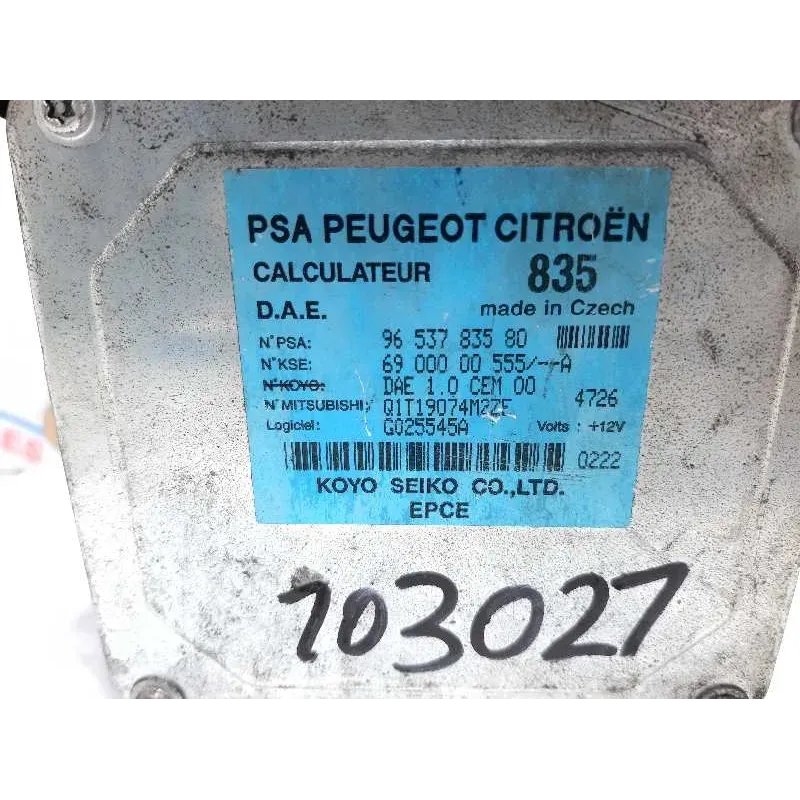 PSA PEUGEOT CITROËN
CALCULATEUR 835
D.A.E. made in Czech
N°PSA: 96 537 835 80
N°KSE: 69 000 00 555/--A
N°KOYO: DAE 1.0 CEM 00
N°MITSUBISHI: Q1T19074M2ZE 4726
Logiciel: G025545A Volts : +12V
0222
KOYO SEIKO CO.,LTD.
EPCE
103027